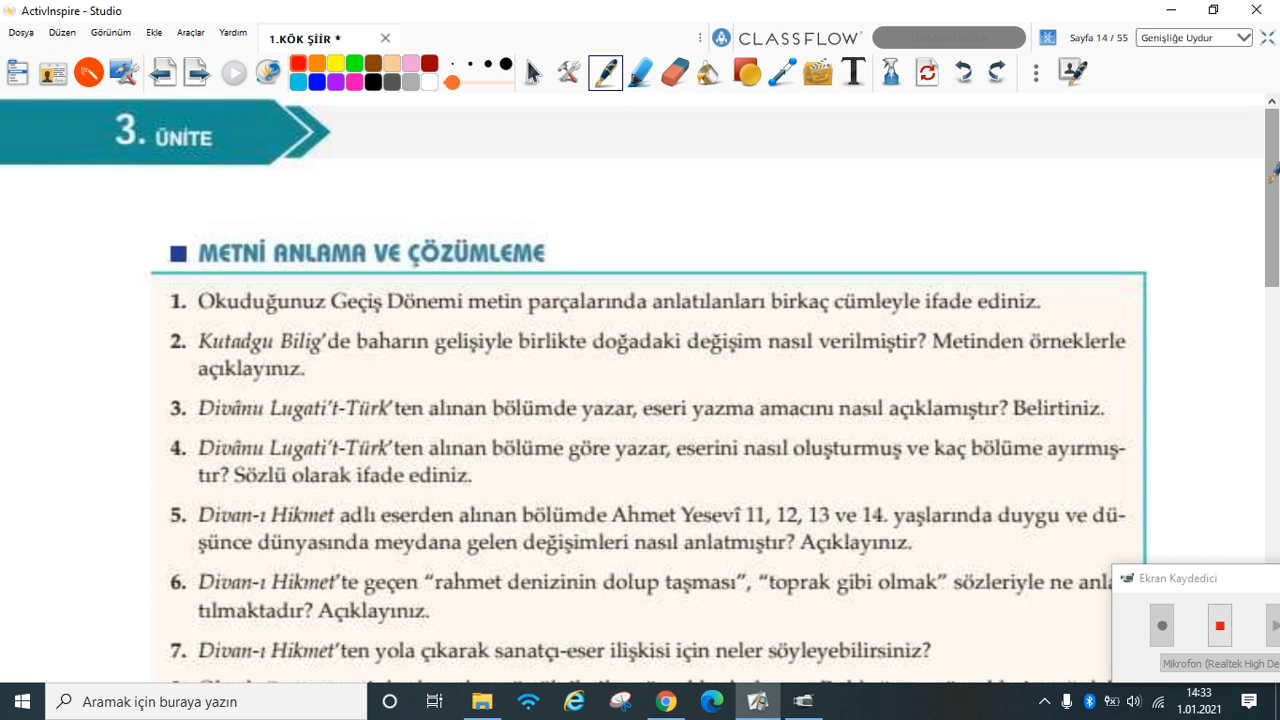 ActivInspire - Studio
Dosya Düzen Görünüm Ekle Araçlar Yardım
1.KÖK ŞİİR *
CLASSFLOW
Sayfa 14 / 55
Genişliğe Uydur
3. ÜNİTE
METNİ ANLAMA VE ÇÖZÜMLEME
1. Okuduğunuz Geçiş Dönemi metin parçalarında anlatılanları birkaç cümleyle ifade ediniz.
2. Kutadgu Bilig'de baharın gelişiyle birlikte doğadaki değişim nasıl verilmiştir? Metinden örneklerle
açıklayınız.
3. Divânu Lugati't-Türk'ten alınan bölümde yazar, eseri yazma amacını nasıl açıklamıştır? Belirtiniz.
4. Divânu Lugati't-Türk'ten alınan bölüme göre yazar, eserini nasıl oluşturmuş ve kaç bölüme ayırmış-
tır? Sözlü olarak ifade ediniz.
5. Divan-ı Hikmet adlı eserden alınan bölümde Ahmet Yesevî 11, 12, 13 ve 14. yaşlarında duygu ve dü-
şünce dünyasında meydana gelen değişimleri nasıl anlatmıştır? Açıklayınız.
6. Divan-ı Hikmet'te geçen "rahmet denizinin dolup taşması", "toprak gibi olmak" sözleriyle ne anla
tılmaktadır? Açıklayınız.
7. Divan-ı Hikmet'ten yola çıkarak sanatçı-eser ilişkisi için neler söyleyebilirsiniz?
Ekran Kaydedici
Mikrofon (Realtek High De
Aramak için buraya yazın
14:33
1.01.2021